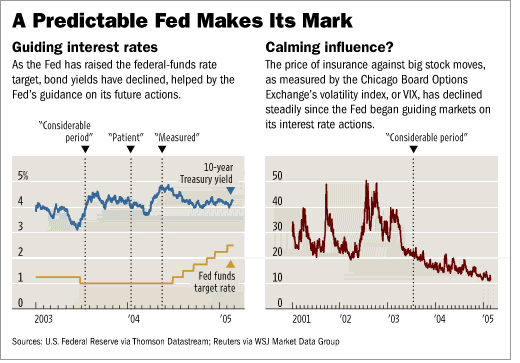 A Predictable Fed Makes Its Mark
Guiding interest rates
As the Fed has raised the federal-funds rate
target, bond yields have declined, helped by the
Fed's guidance on its future actions.
"Considerable
period"
"Patient"
"Measured"
10-year
Treasury yield
5%
4
3
2
1
0
Fed funds
target rate
2003
'04
'05
Calming influence?
The price of insurance against big stock moves,
as measured by the Chicago Board Options
Exchange's volatility index, or VIX, has declined
steadily since the Fed began guiding markets on
its interest rate actions.
"Considerable period"
50
40
30
20
10
0
2001
'02
'03
'04
'05
Sources: U.S. Federal Reserve via Thomson Datastream; Reuters via WSJ Market Data Group